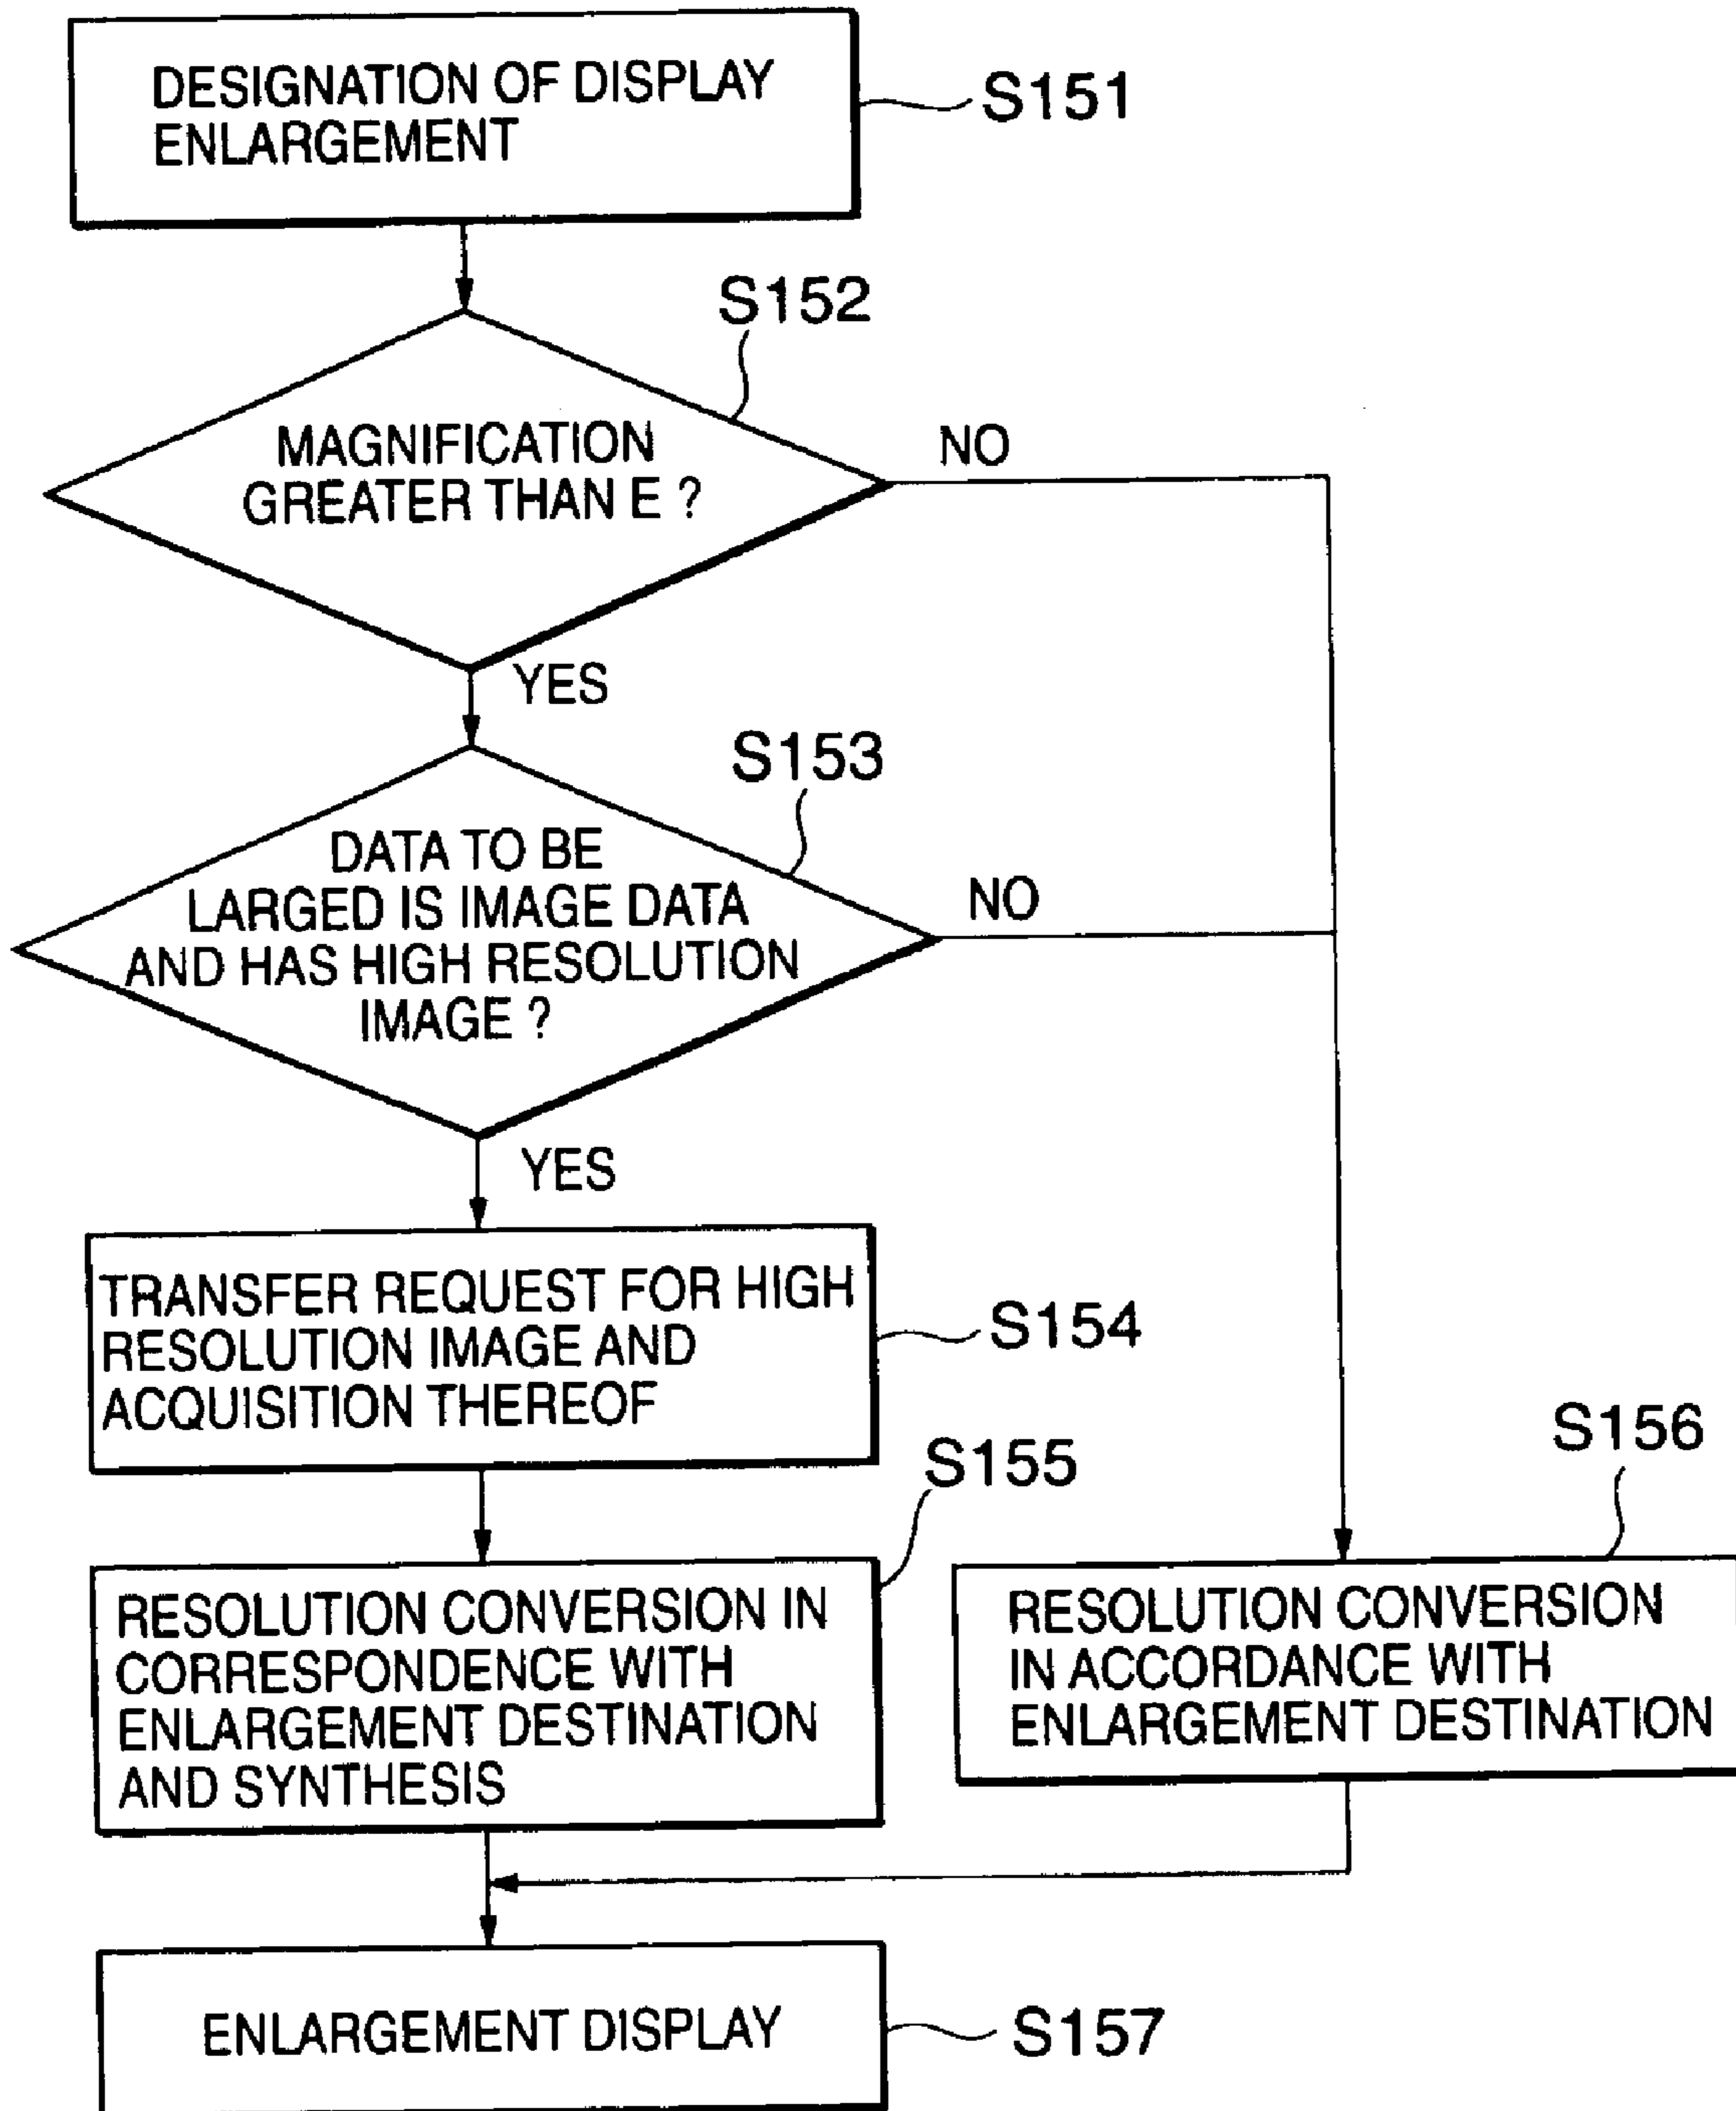 DESIGNATION OF DISPLAY
ENLARGEMENT
S151
S152
MAGNIFICATION
GREATER THAN E ?
NO
YES
S153
DATA TO BE
LARGED IS IMAGE DATA
AND HAS HIGH RESOLUTION
IMAGE ?
NO
YES
TRANSFER REQUEST FOR HIGH
RESOLUTION IMAGE AND
ACQUISITION THEREOF
S154
S155
RESOLUTION CONVERSION IN
CORRESPONDENCE WITH
ENLARGEMENT DESTINATION
AND SYNTHESIS
S156
RESOLUTION CONVERSION
IN ACCORDANCE WITH
ENLARGEMENT DESTINATION
ENLARGEMENT DISPLAY
S157